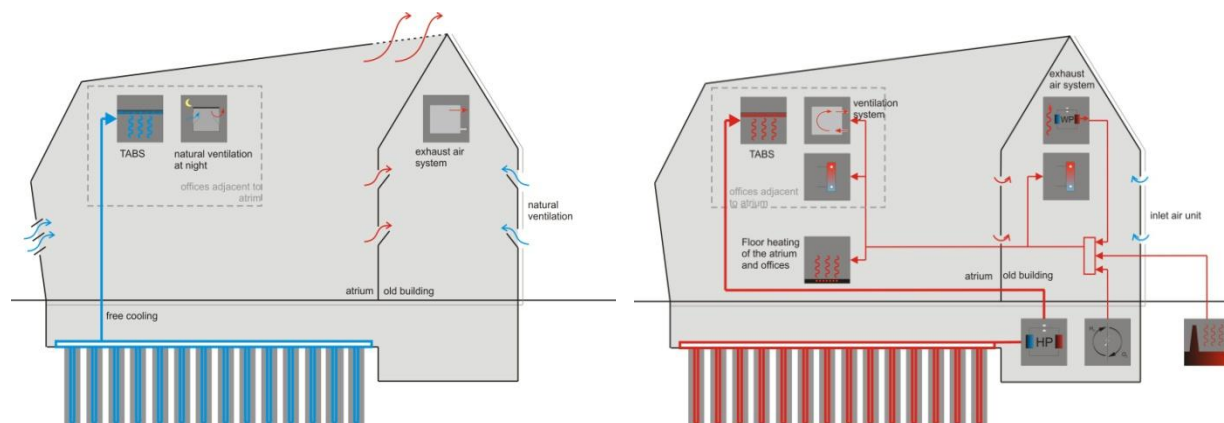 TABS
natural ventilation
at night
offices adjacent to
atrim
exhaust air
system
natural
ventilation
atrium
old building
free cooling
exhaust
air system
ventilation
system
WP
TABS
offices adjacent
to atrium
inlet air unit
Floor heating
of the atrium
and offices
atrium
old building
HP